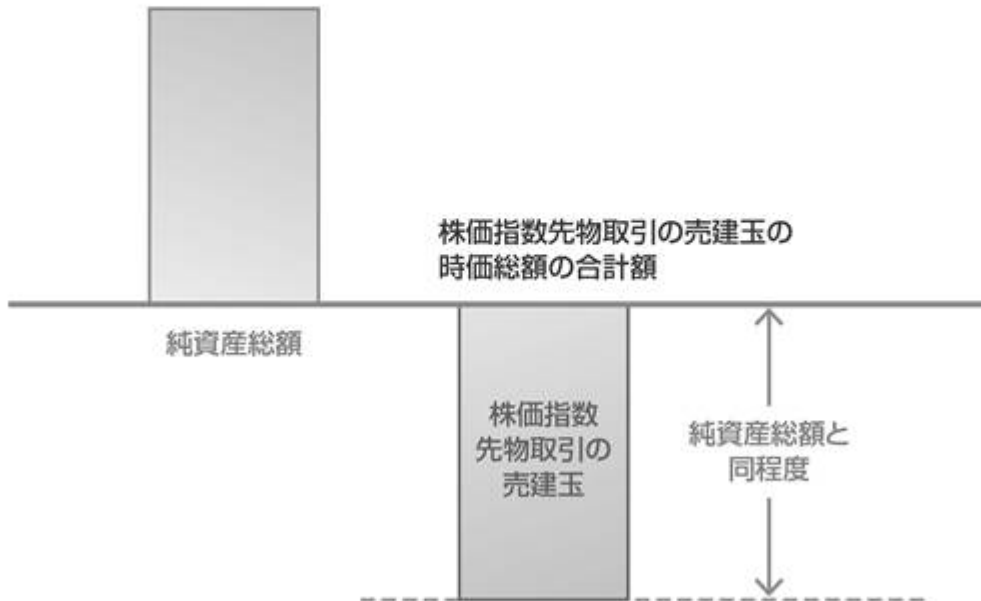 株価指数先物取引の売建玉の
時価総額の合計額
純資産総額
株価指数
先物取引の
売建玉
純資産総額と
同程度